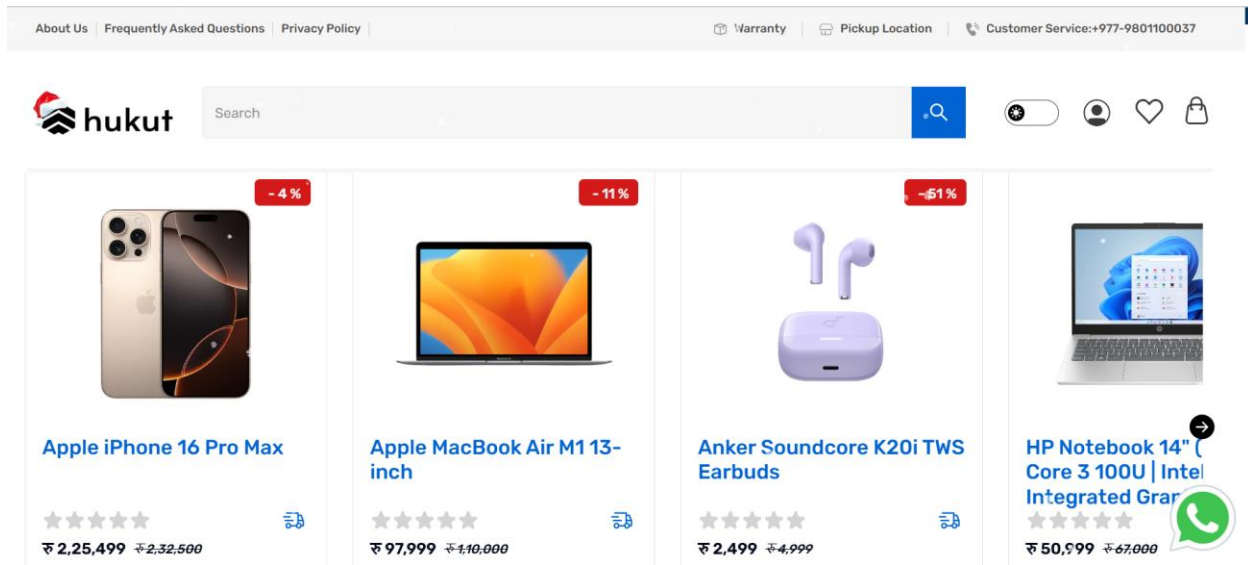 About Us Frequently Asked Questions Privacy Policy Warranty Pickup Location Customer Service:+977-9801100037
hukut Search
- 4 % - 11 % - 51 %
Apple iPhone 16 Pro Max
Apple MacBook Air M1 13-
inch
Anker Soundcore K20i TWS
Earbuds
HP Notebook 14" (
Core 3 100U | Intel
Integrated Grap
रु 2,25,499 रु 2,32,500
रु 97,999 रु 1,10,000
रु 2,499 रु 4,999
रु 50,999 रु 67,000